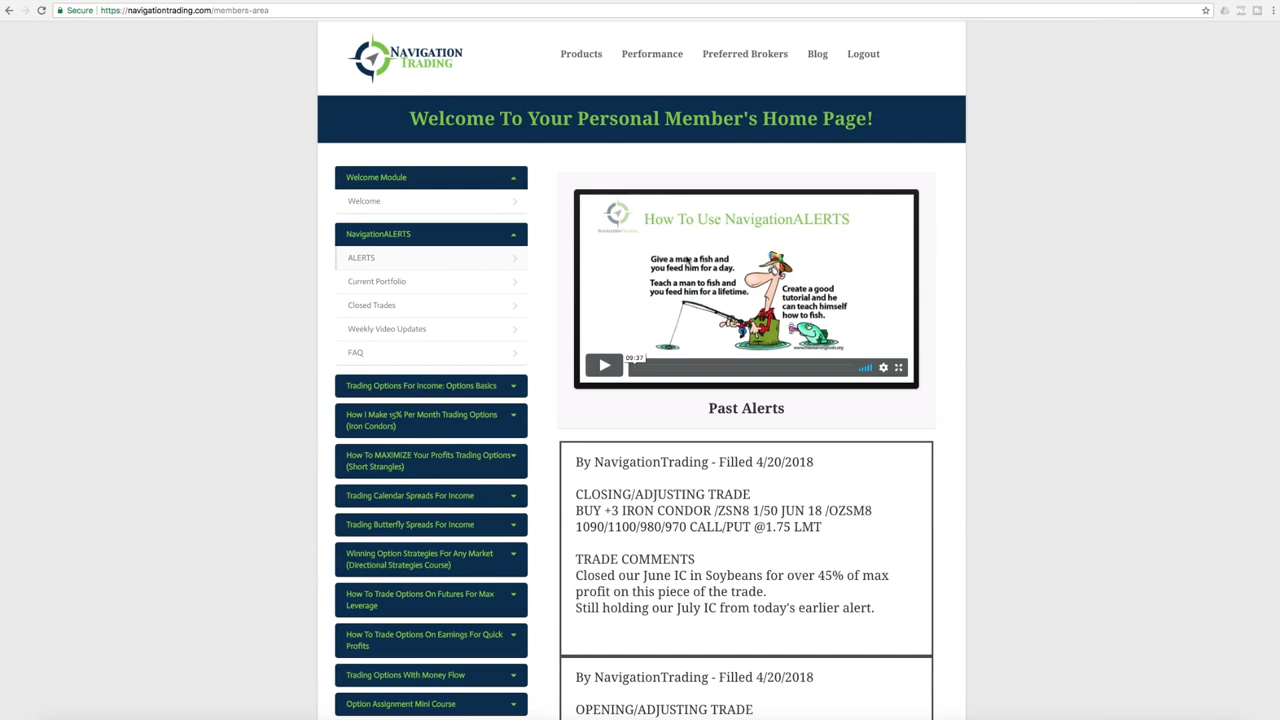 Secure https://navigationtrading.com/members-area
NAVIGATION
TRADING
Products Performance Preferred Brokers Blog Logout
Welcome To Your Personal Member's Home Page!
Welcome Module
Welcome
NavigationALERTS
ALERTS
Current Portfolio
Closed Trades
Weekly Video Updates
FAQ
Trading Options For Income: Options Basics
How I Make 15% Per Month Trading Options
(Iron Condors)
How To MAXIMIZE Your Profits Trading Options
(Short Strangles)
Trading Calendar Spreads For Income
Trading Butterfly Spreads For Income
Winning Option Strategies For Any Market
(Directional Strategies Course)
How To Trade Options On Futures For Max
Leverage
How To Trade Options On Earnings For Quick
Profits
Trading Options With Money Flow
Option Assignment Mini Course
How To Use NavigationALERTS
Give a man a fish and
you feed him for a day.
Teach a man to fish and
you feed him for a lifetime.
Create a good
tutorial and he
can teach himself
how to fish.
09:37
Past Alerts
By NavigationTrading - Filled 4/20/2018
CLOSING/ADJUSTING TRADE
BUY +3 IRON CONDOR /ZSN8 1/50 JUN 18 /OZSM8
1090/1100/980/970 CALL/PUT @1.75 LMT
TRADE COMMENTS
Closed our June IC in Soybeans for over 45% of max
profit on this piece of the trade.
Still holding our July IC from today's earlier alert.
By NavigationTrading - Filled 4/20/2018
OPENING/ADJUSTING TRADE